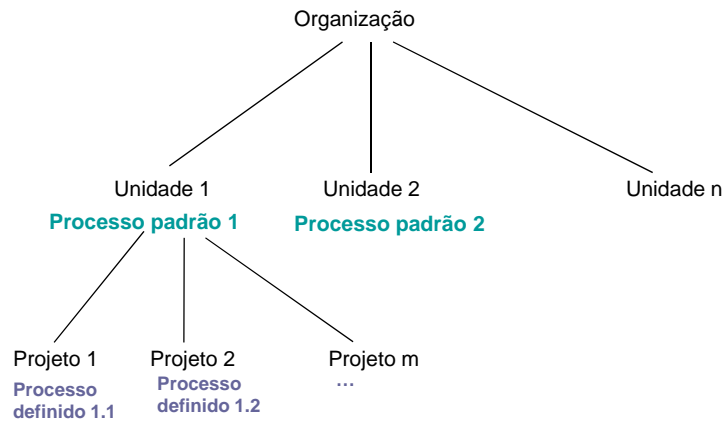 Organização
Unidade 1
Unidade 2
Unidade n
Processo padrão 1
Processo padrão 2
Projeto 1
Projeto 2
Projeto m
Processo
definido 1.1
Processo
definido 1.2
...